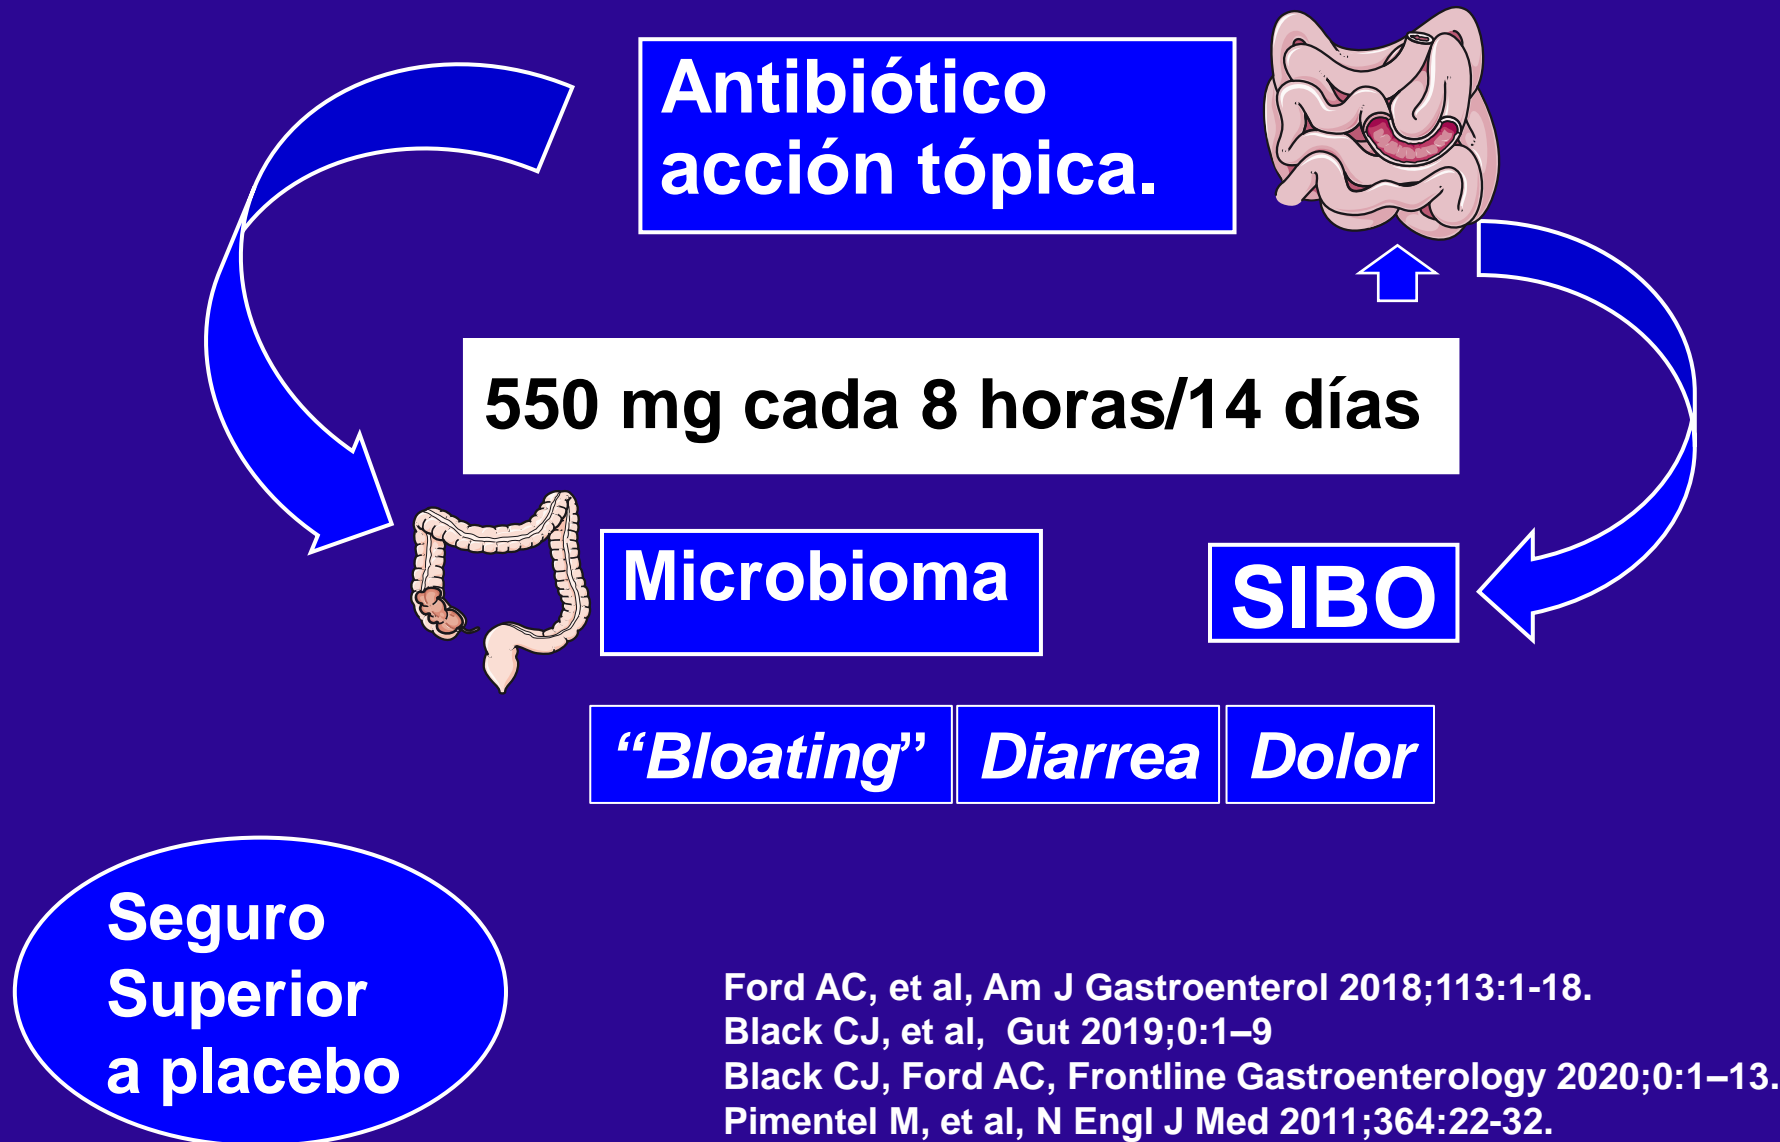 Antibiótico
acción tópica.
550 mg cada 8 horas/14 días
Microbioma
SIBO
“Bloating” Diarrea Dolor
Seguro
Superior
a placebo
Ford AC, et al, Am J Gastroenterol 2018;113:1-18.
Black CJ, et al, Gut 2019;0:1–9
Black CJ, Ford AC, Frontline Gastroenterology 2020;0:1–13.
Pimentel M, et al, N Engl J Med 2011;364:22-32.